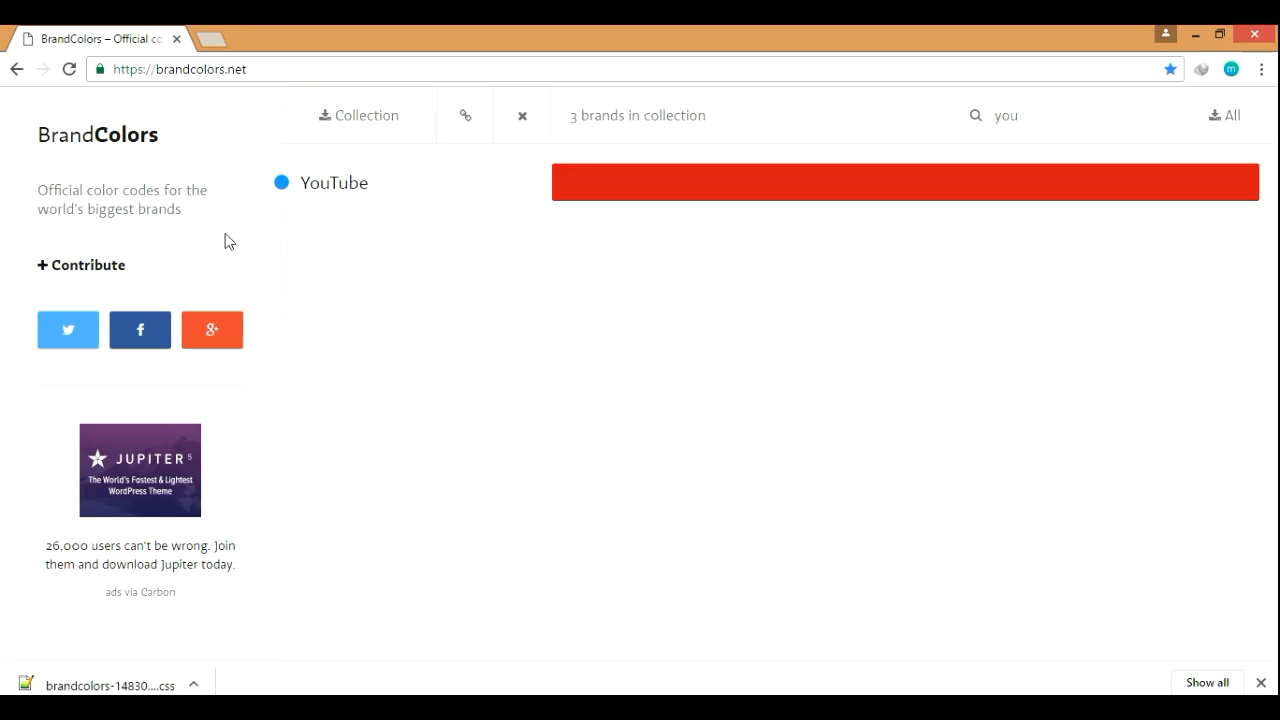 BrandColors – Official co
https://brandcolors.net
m
Collection
3 brands in collection
you
All
BrandColors
Official color codes for the
world's biggest brands
Contribute
YouTube
JUPITER 5
The World's Fastest & Lightest
WordPress Theme
26,000 users can't be wrong. Join
them and download Jupiter today.
ads via Carbon
brandcolors-14830....css
Show all